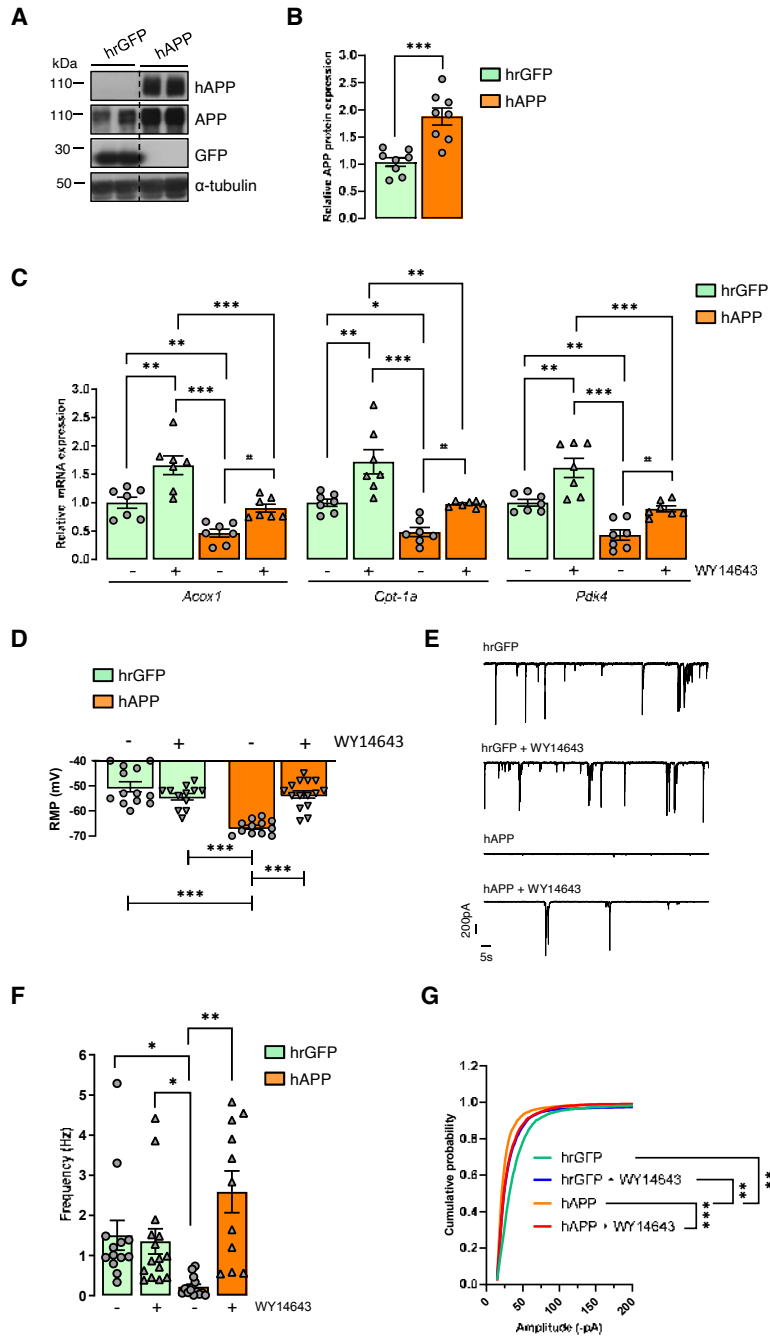 A
hrGFP hAPP
kDa
110 hAPP
110 APP
30 GFP
50 α-tubulin
B
Relative APP protein expression
3.0
2.5
2.0
1.5
1.0
0.5
0.0
***
hrGFP
hAPP
C
hrGFP
hAPP
Relative mRNA expression
3.0
2.5
2.0
1.5
1.0
0.5
0.0
*** ** ** ***
** * ** ***
** *** ** *** ** ***
# # #
- + - + - + - + - + - + WY14643
Acox1 Cpt-1a Pdk4
D
hrGFP
hAPP
- + - + WY14643
RMP (mV)
-40
-50
-60
-70
***
***
***
E
hrGFP
hrGFP + WY14643
hAPP
hAPP + WY14643
200pA
5s
F
hrGFP
hAPP
Frequency (Hz)
6
5
4
3
2
1
0
**
*
*
- + - + WY14643
G
Cumulative probability
1.2
1.0
0.8
0.6
0.4
0.2
0.0
hrGFP
hrGFP + WY14643
hAPP
hAPP + WY14643
*** ** **
0 50 100 150 200
Amplitude (-pA)